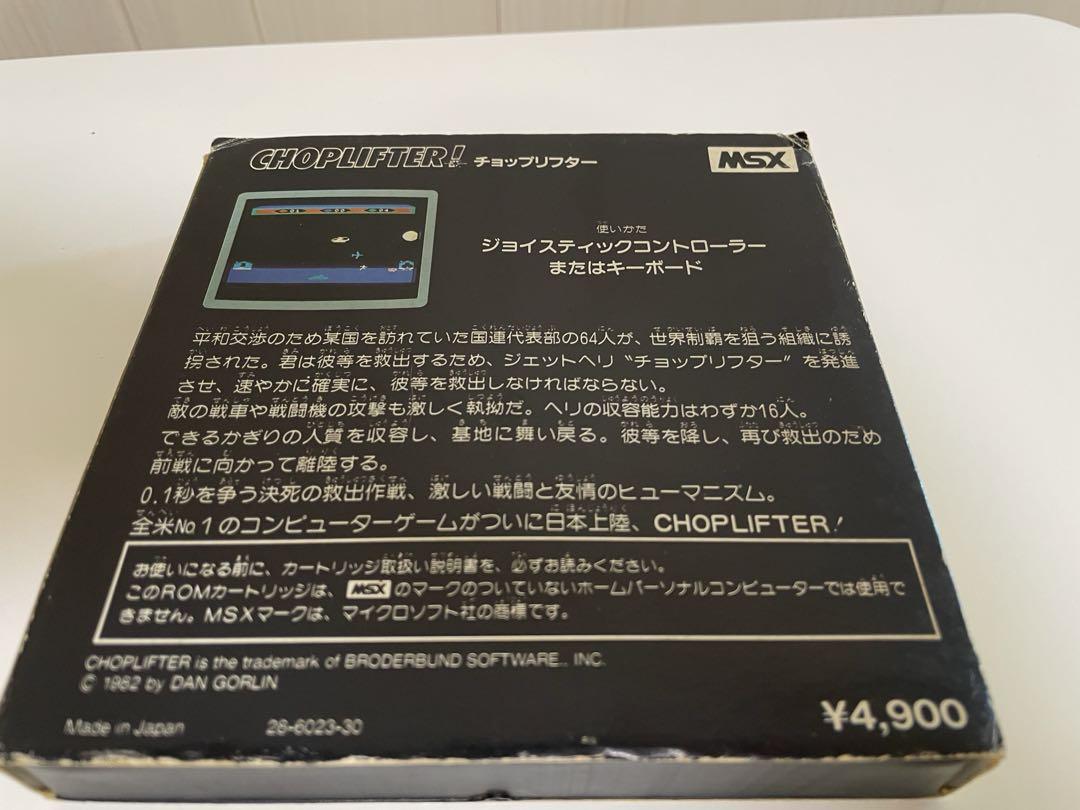 CHOPLIFTER! チョップリフター
MSX
使いかた
ジョイスティックコントローラー
またはキーボード
平和交渉のため某国を訪れていた国連代表部の64人が、世界制覇を狙う組織に誘
拐された。君は彼等を救出するため、ジェットヘリ“チョップリフター”を発進
させ、速やかに確実に、彼等を救出しなければならない。
敵の戦車や戦闘機の攻撃も激しく執拗だ。ヘリの収容能力はわずか16人。
できるかぎりの人質を収容し、基地に舞い戻る。彼等を降し、再び救出のため
前戦に向かって離陸する。
0.1秒を争う決死の救出作戦、激しい戦闘と友情のヒューマニズム。
全米No.1のコンピューターゲームがついに日本上陸、CHOPLIFTER!
お使いになる前に、カートリッジ取扱い説明書を、必ずお読みください。
このROMカートリッジは、MSXのマークのついていないホームパーソナルコンピューターでは使用で
きません。MSXマークは、マイクロソフト社の商標です。
CHOPLIFTER is the trademark of BRODERBUND SOFTWARE., INC.
© 1982 by DAN GORLIN
Made in Japan
26-6023-30
¥4,900